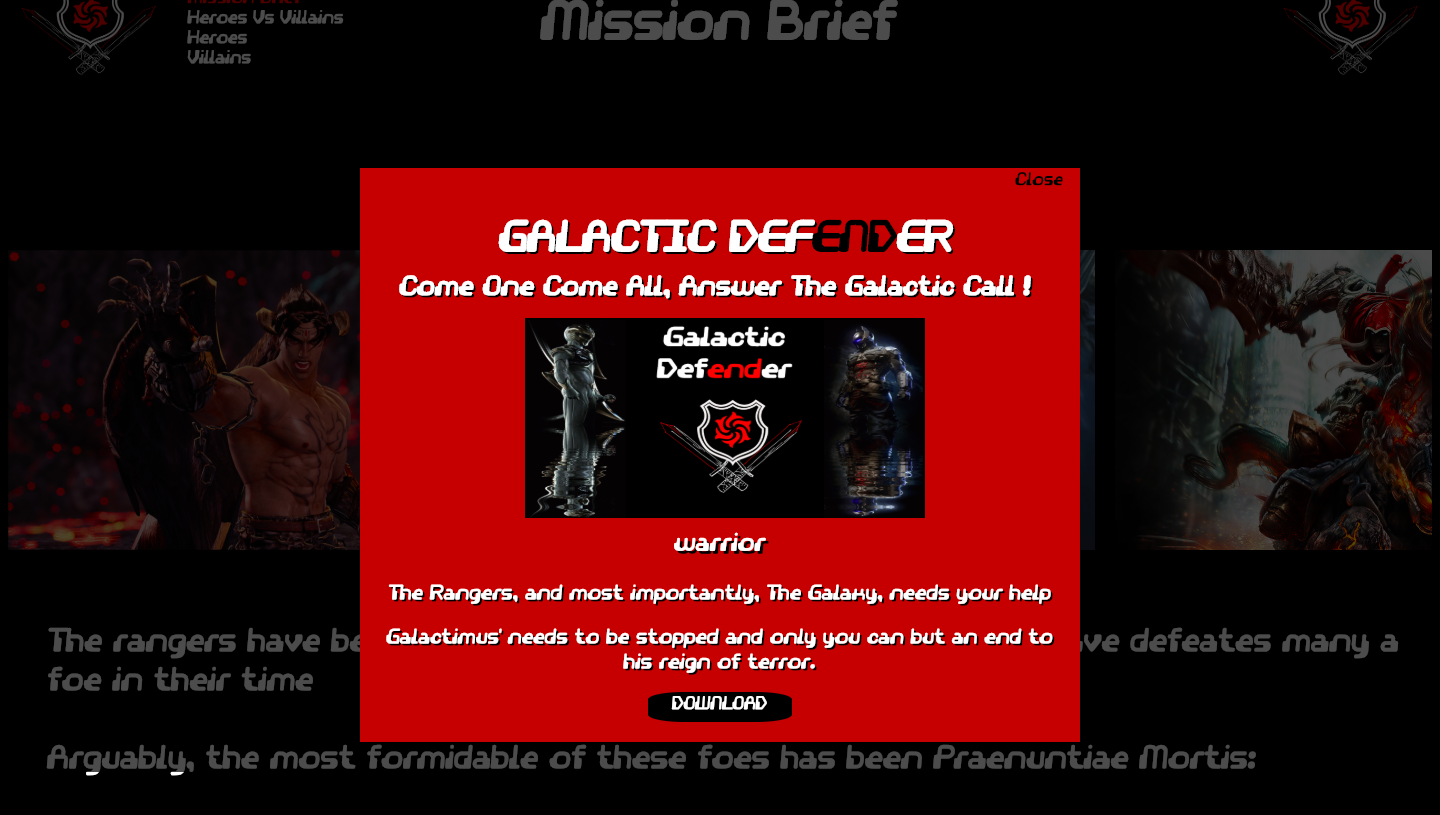 Mission Brief
Heroes Vs Villains
Heroes
Villains
Mission Brief
Close
GALACTIC DEFENDER
Come One Come All, Answer The Galactic Call !
Galactic
Defender
warrior
The Rangers, and most importantly, The Galaxy, needs your help
Galactimus' needs to be stopped and only you can but an end to
his reign of terror.
DOWNLOAD
The rangers have be ve defeates many a
foe in their time
Arguably, the most formidable of these foes has been Praenuntiae Mortis: